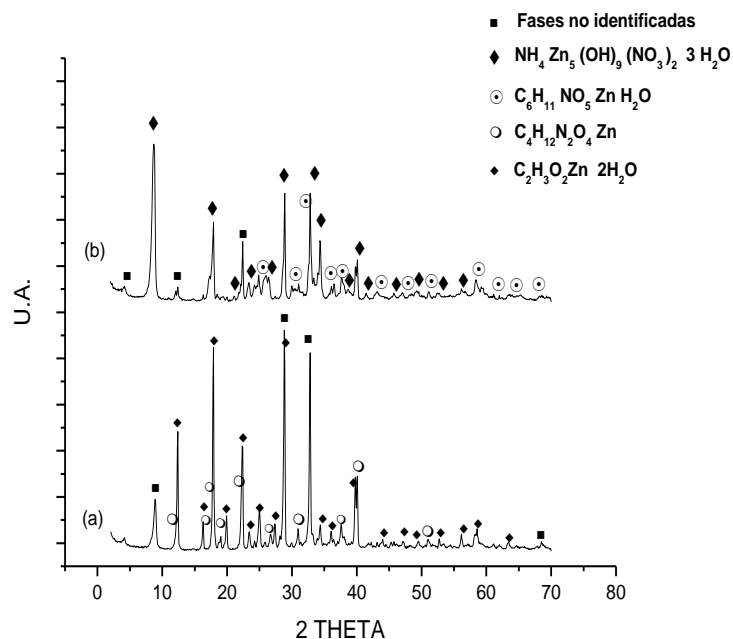 Fases no identificadas
NH4 Zn5 (OH)9 (NO3)2 3 H2O
C6H11 NO5 Zn H2O
C4H12N2O4 Zn
C2H3O2Zn 2H2O
(b)
U.A.
(a)
0 10 20 30 40 50 60 70 80
2 THETA